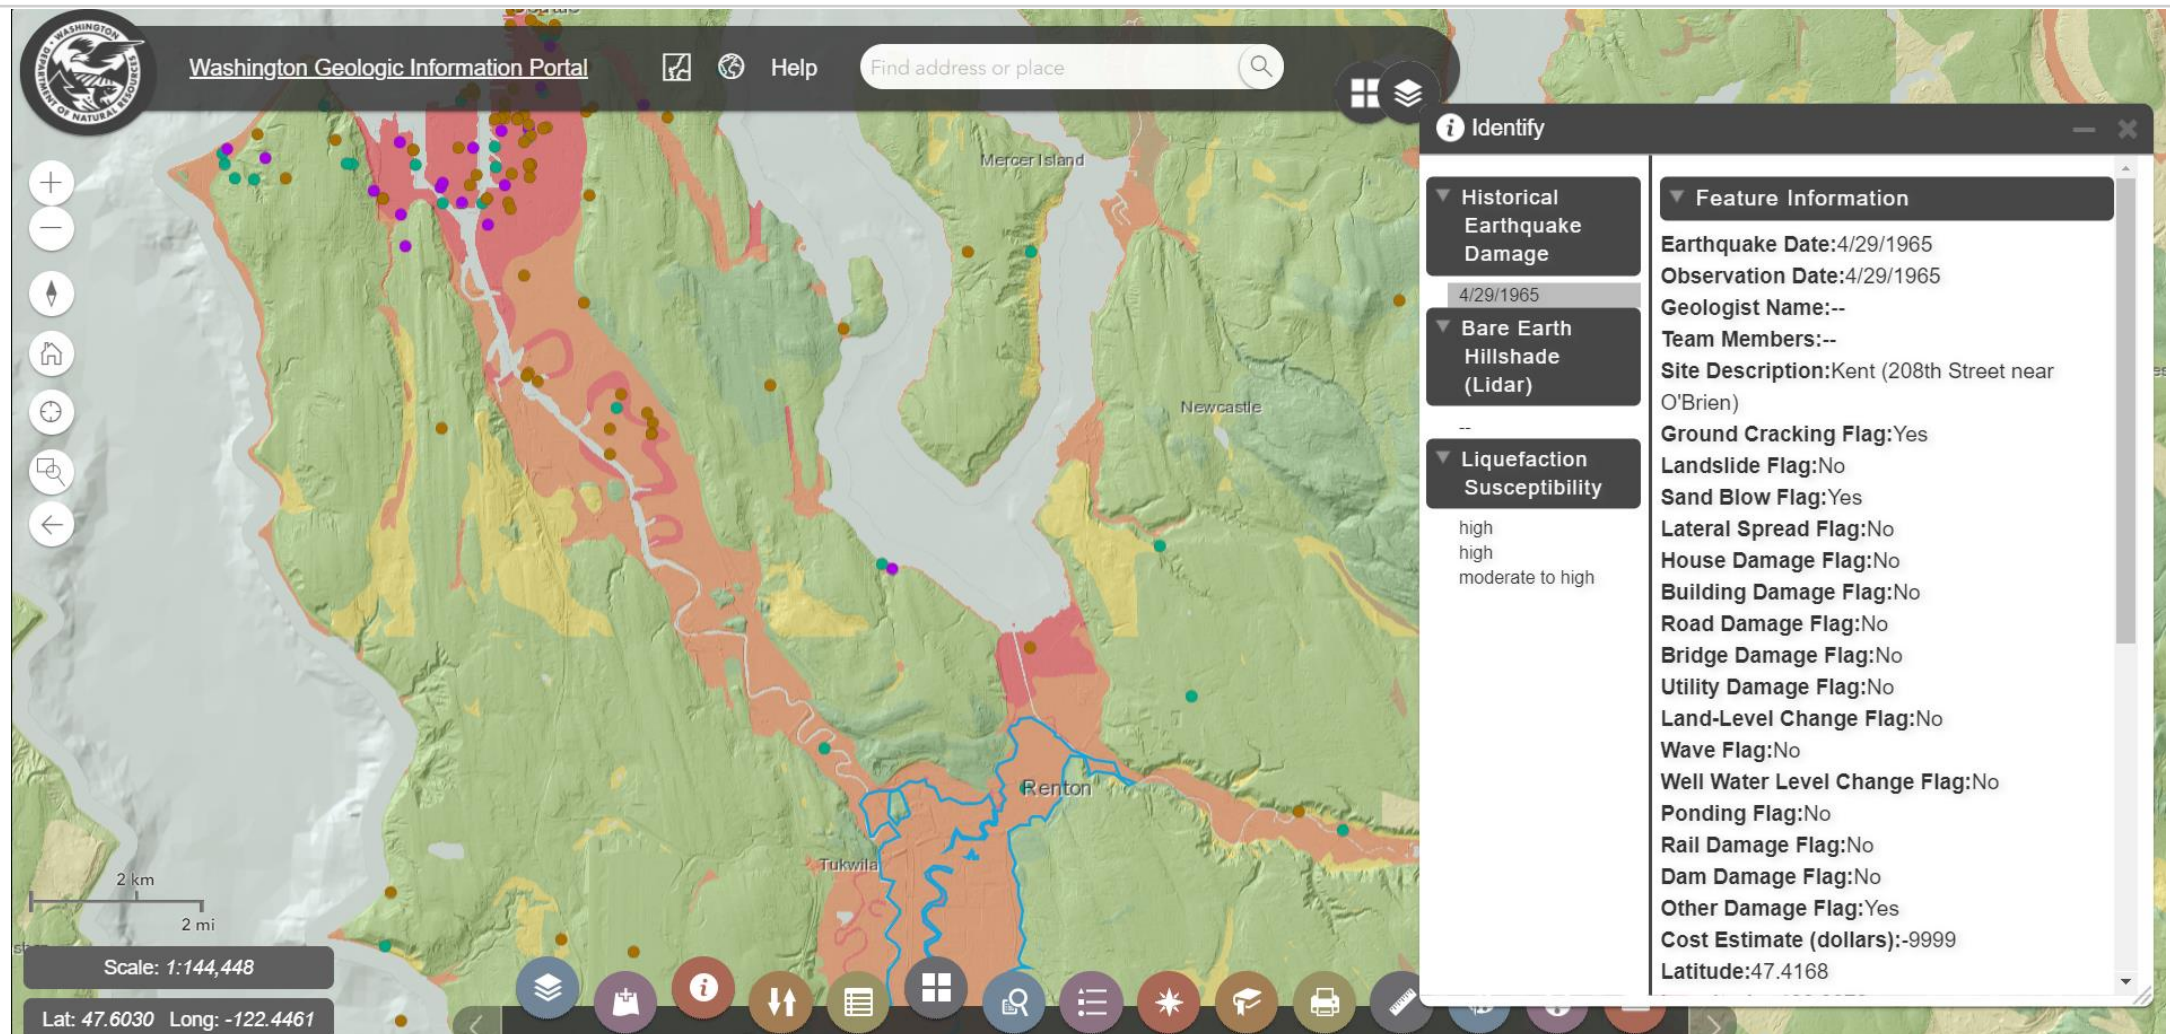 WASHINGTON
DEPARTMENT OF NATURAL RESOURCES
Washington Geologic Information Portal
Help
Find address or place
Identify
Historical
Earthquake
Damage
4/29/1965
Bare Earth
Hillshade
(Lidar)
--
Liquefaction
Susceptibility
high
high
moderate to high
Feature Information
Earthquake Date:4/29/1965
Observation Date:4/29/1965
Geologist Name:--
Team Members:--
Site Description:Kent (208th Street near
O'Brien)
Ground Cracking Flag:Yes
Landslide Flag:No
Sand Blow Flag:Yes
Lateral Spread Flag:No
House Damage Flag:No
Building Damage Flag:No
Road Damage Flag:No
Bridge Damage Flag:No
Utility Damage Flag:No
Land-Level Change Flag:No
Wave Flag:No
Well Water Level Change Flag:No
Ponding Flag:No
Rail Damage Flag:No
Dam Damage Flag:No
Other Damage Flag:Yes
Cost Estimate (dollars):-9999
Latitude:47.4168
Mercer Island
Newcastle
Renton
Tukwila
2 km
2 mi
Scale: 1:144,448
Lat: 47.6030 Long: -122.4461